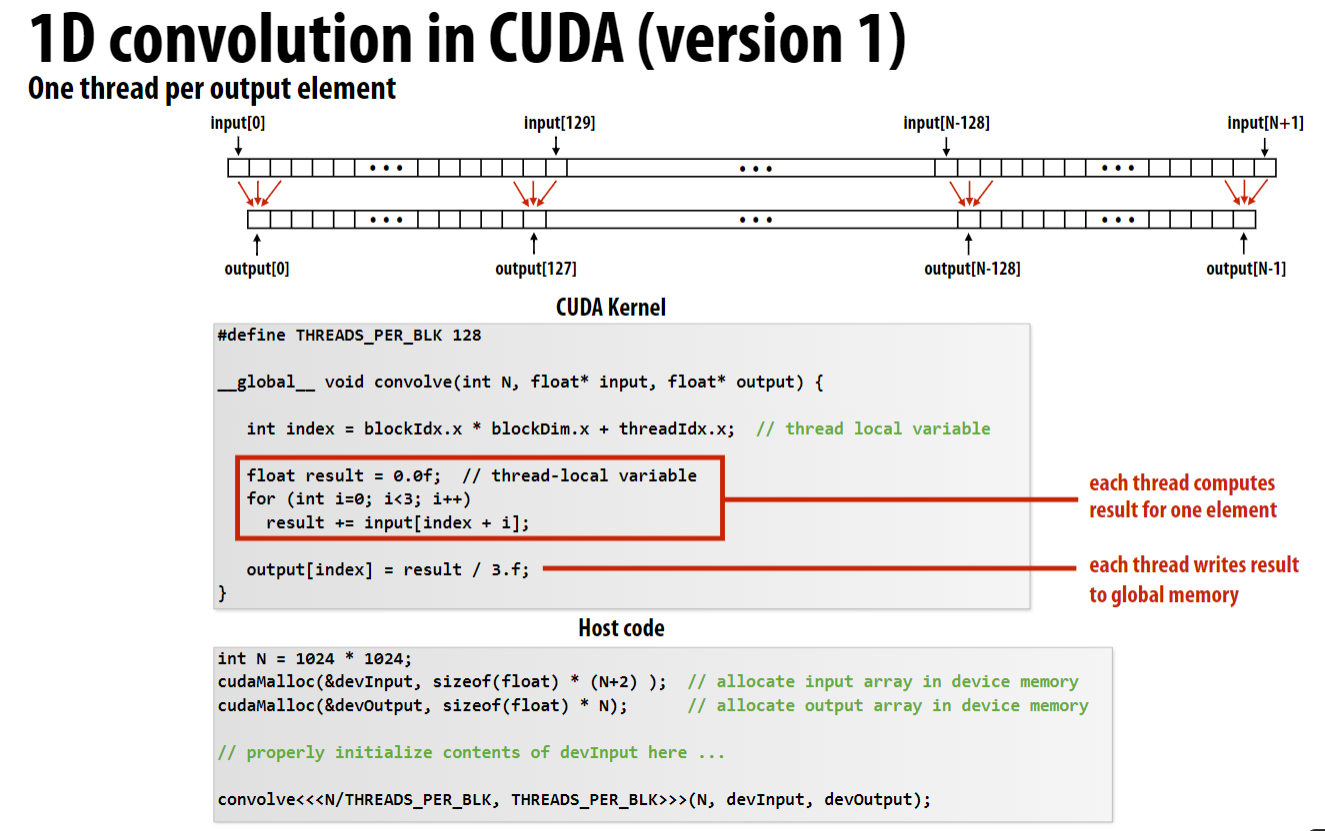 1D convolution in CUDA (version 1)
One thread per output element
input[0] input[129] input[N-128] input[N+1]
output[0] output[127] output[N-128] output[N-1]
CUDA Kernel
#define THREADS_PER_BLK 128
__global__ void convolve(int N, float* input, float* output) {
int index = blockIdx.x * blockDim.x + threadIdx.x;  // thread local variable
float result = 0.0f;  // thread-local variable
for (int i=0; i<3; i++)
result += input[index + i];
each thread computes
result for one element
output[index] = result / 3.f;
each thread writes result
to global memory
}
Host code
int N = 1024 * 1024;
cudaMalloc(&devInput, sizeof(float) * (N+2) );  // allocate input array in device memory
cudaMalloc(&devOutput, sizeof(float) * N);      // allocate output array in device memory
// properly initialize contents of devInput here ...
convolve<<<N/THREADS_PER_BLK, THREADS_PER_BLK>>>(N, devInput, devOutput);